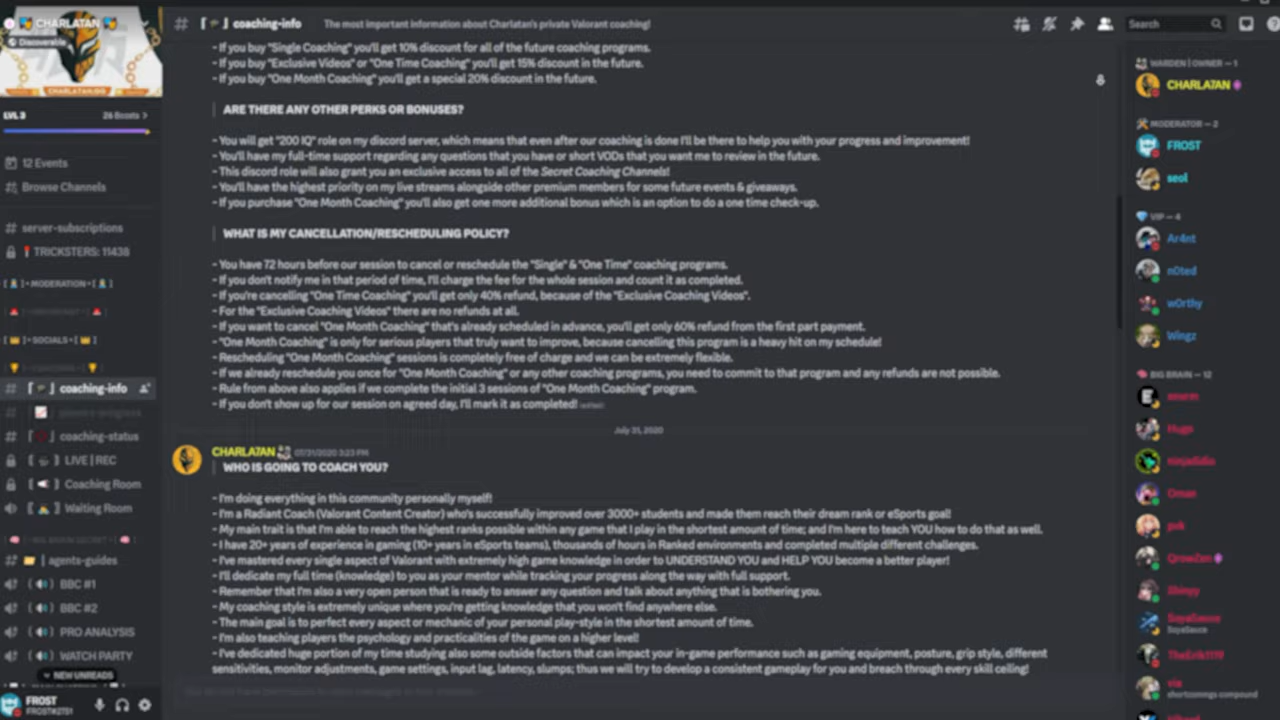 CHARLATAN
Discoverable
CHARLATAN.GG
LVL 3
26 Boosts >
12 Events
Browse Channels
# server-subscriptions
TRICKSTERS: 11438
MODERATION
SOCIALS
# coaching-info
# coaching-status
LIVE | REC
Coaching Room
Waiting Room
# | agents-guides
BBC #1
BBC #2
PRO ANALYSIS
WATCH PARTY
NEW UNREADS
FROST
FROST#2751
# coaching-info The most important information about Charlatan's private Valorant coaching!
Search
- If you buy "Single Coaching" you'll get 10% discount for all of the future coaching programs.
- If you buy "Exclusive Videos" or "One Time Coaching" you'll get 15% discount in the future.
- If you buy "One Month Coaching" you'll get a special 20% discount in the future.
ARE THERE ANY OTHER PERKS OR BONUSES?
- You will get "200 IQ" role on my discord server, which means that even after our coaching is done I'll be there to help you with your progress and improvement!
- You'll have my full-time support regarding any questions that you have or short VODs that you want me to review in the future.
- This discord role will also grant you an exclusive access to all of the Secret Coaching Channels!
- You'll have the highest priority on my live streams alongside other premium members for some future events & giveaways.
- If you purchase "One Month Coaching" you'll also get one more additional bonus which is an option to do a one time check-up.
WHAT IS MY CANCELLATION/RESCHEDULING POLICY?
- You have 72 hours before our session to cancel or reschedule the "Single" & "One Time" coaching programs.
- If you don't notify me in that period of time, I'll charge the fee for the whole session and count it as completed.
- If you're cancelling "One Time Coaching" you'll get only 40% refund, because of the "Exclusive Coaching Videos".
- For the "Exclusive Coaching Videos" there are no refunds at all.
- If you want to cancel "One Month Coaching" that's already scheduled in advance, you'll get only 60% refund from the first part payment.
- "One Month Coaching" is only for serious players that truly want to improve, because cancelling this program is a heavy hit on my schedule!
- Rescheduling "One Month Coaching" sessions is completely free of charge and we can be extremely flexible.
- If we already reschedule you once for "One Month Coaching" or any other coaching programs, you need to commit to that program and any refunds are not possible.
- Rule from above also applies if we complete the initial 3 sessions of "One Month Coaching" program.
- If you don't show up for our session on agreed day, I'll mark it as completed! (edited)
July 31, 2020
CHARLATAN 07/31/2020 3:23 PM
WHO IS GOING TO COACH YOU?
- I'm doing everything in this community personally myself!
- I'm a Radiant Coach (Valorant Content Creator) who's successfully improved over 3000+ students and made them reach their dream rank or eSports goal!
- My main trait is that I'm able to reach the highest ranks possible within any game that I play in the shortest amount of time; and I'm here to teach YOU how to do that as well.
- I have 20+ years of experience in gaming (10+ years in eSports teams), thousands of hours in Ranked environments and completed multiple different challenges.
- I've mastered every single aspect of Valorant with extremely high game knowledge in order to UNDERSTAND YOU and HELP YOU become a better player!
- I'll dedicate my full time (knowledge) to you as your mentor while tracking your progress along the way with full support.
- Remember that I'm also a very open person that is ready to answer any question and talk about anything that is bothering you.
- My coaching style is extremely unique where you're getting knowledge that you won't find anywhere else.
- The main goal is to perfect every aspect or mechanic of your personal play-style in the shortest amount of time.
- I'm also teaching players the psychology and practicalities of the game on a higher level!
- I've dedicated huge portion of my time studying also some outside factors that can impact your in-game performance such as gaming equipment, posture, grip style, different
sensitivities, monitor adjustments, game settings, input lag, latency, slumps; thus we will try to develop a consistent gameplay for you and breach through every skill ceiling!
WARDEN | OWNER — 1
CHARLATAN
MODERATOR — 2
FROST
seol
VIP — 4
Ar4nt
n0ted
w0rthy
Wingz
BIG BRAIN — 12
Hugo
ninjadidin
Oman
pvk
QrowZen
Shinyy
SoyaSauce
SoyaSauce
TheErik1119
via
shortcomings compound